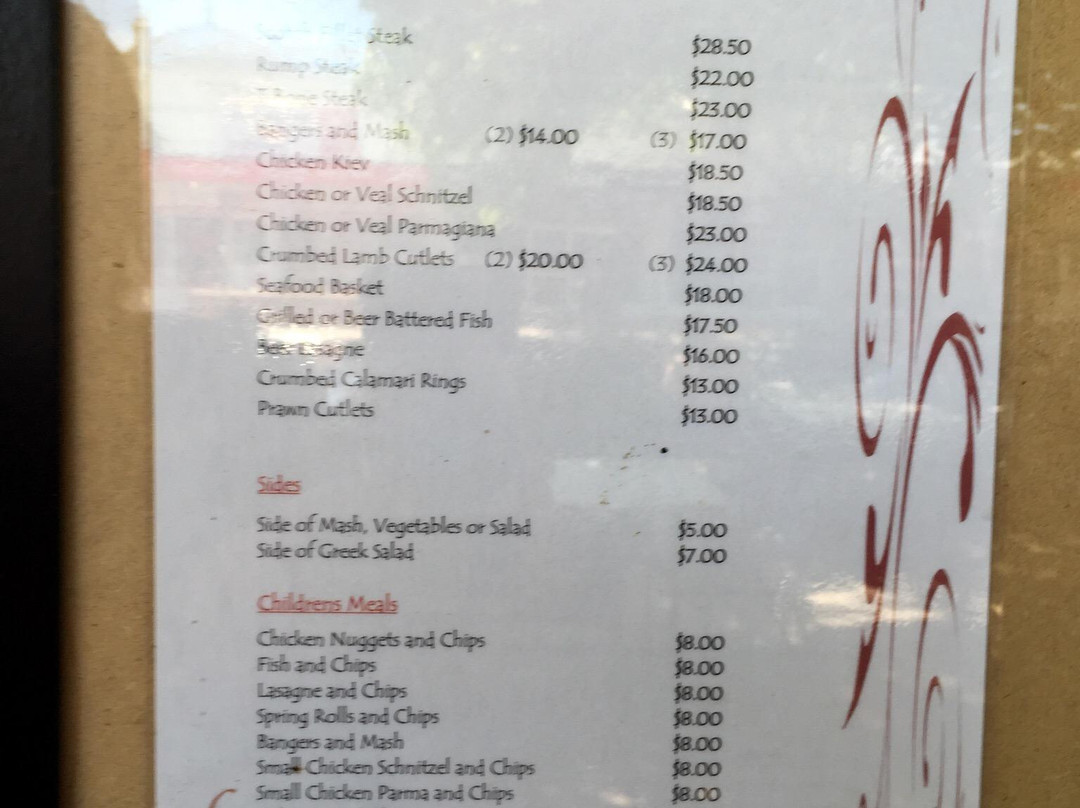 Steak $28.50
Rump Steak $22.00
T Bone Steak $23.00
Bangers and Mash (2) $14.00 (3) $17.00
Chicken Kiev $18.50
Chicken or Veal Schnitzel $18.50
Chicken or Veal Parmagiana $23.00
Crumbed Lamb Cutlets (2) $20.00 (3) $24.00
Seafood Basket $18.00
Grilled or Beer Battered Fish $17.50
Beef Lasagne $16.00
Crumbed Calamari Rings $13.00
Prawn Cutlets $13.00
Sides
Side of Mash, Vegetables or Salad $5.00
Side of Greek Salad $7.00
Childrens Meals
Chicken Nuggets and Chips $8.00
Fish and Chips $8.00
Lasagne and Chips $8.00
Spring Rolls and Chips $8.00
Bangers and Mash $8.00
Small Chicken Schnitzel and Chips $8.00
Small Chicken Parma and Chips $8.00